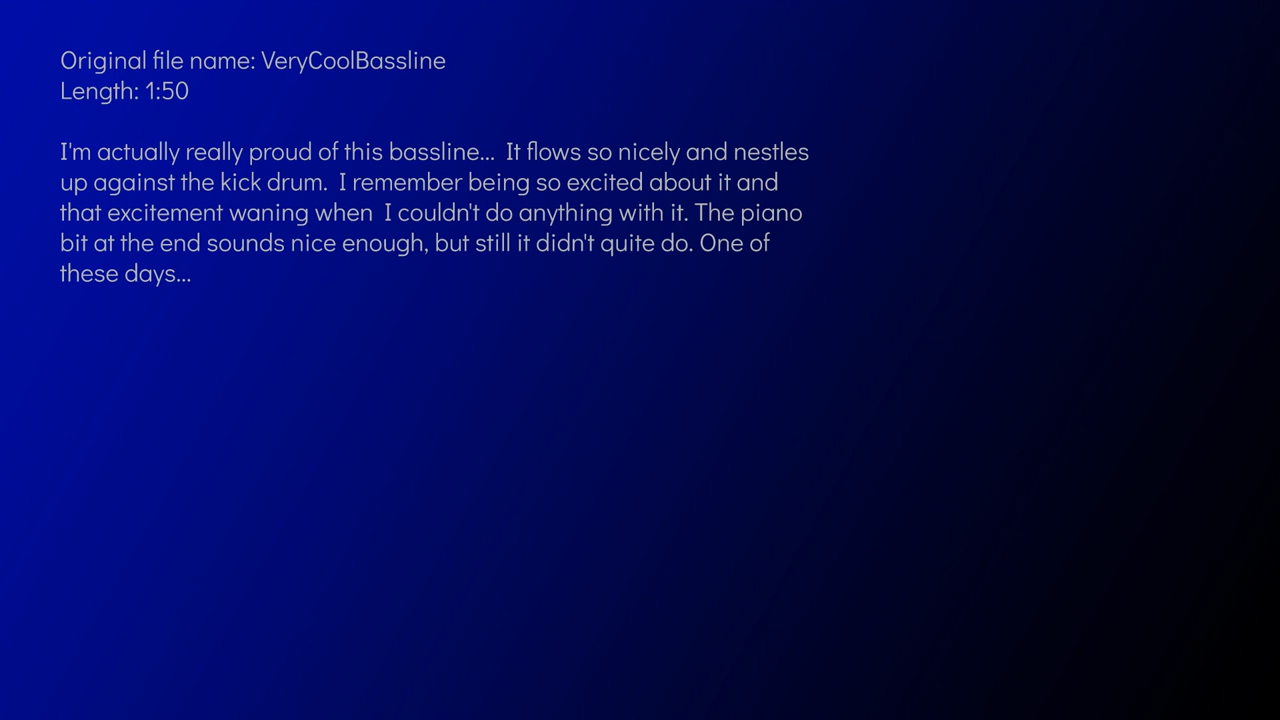 Original file name: VeryCoolBassline
Length: 1:50
I'm actually really proud of this bassline...  It flows so nicely and nestles
up against the kick drum.  I remember being so excited about it and
that excitement waning when  I couldn't do anything with it. The piano
bit at the end sounds nice enough, but still it didn't quite do. One of
these days...